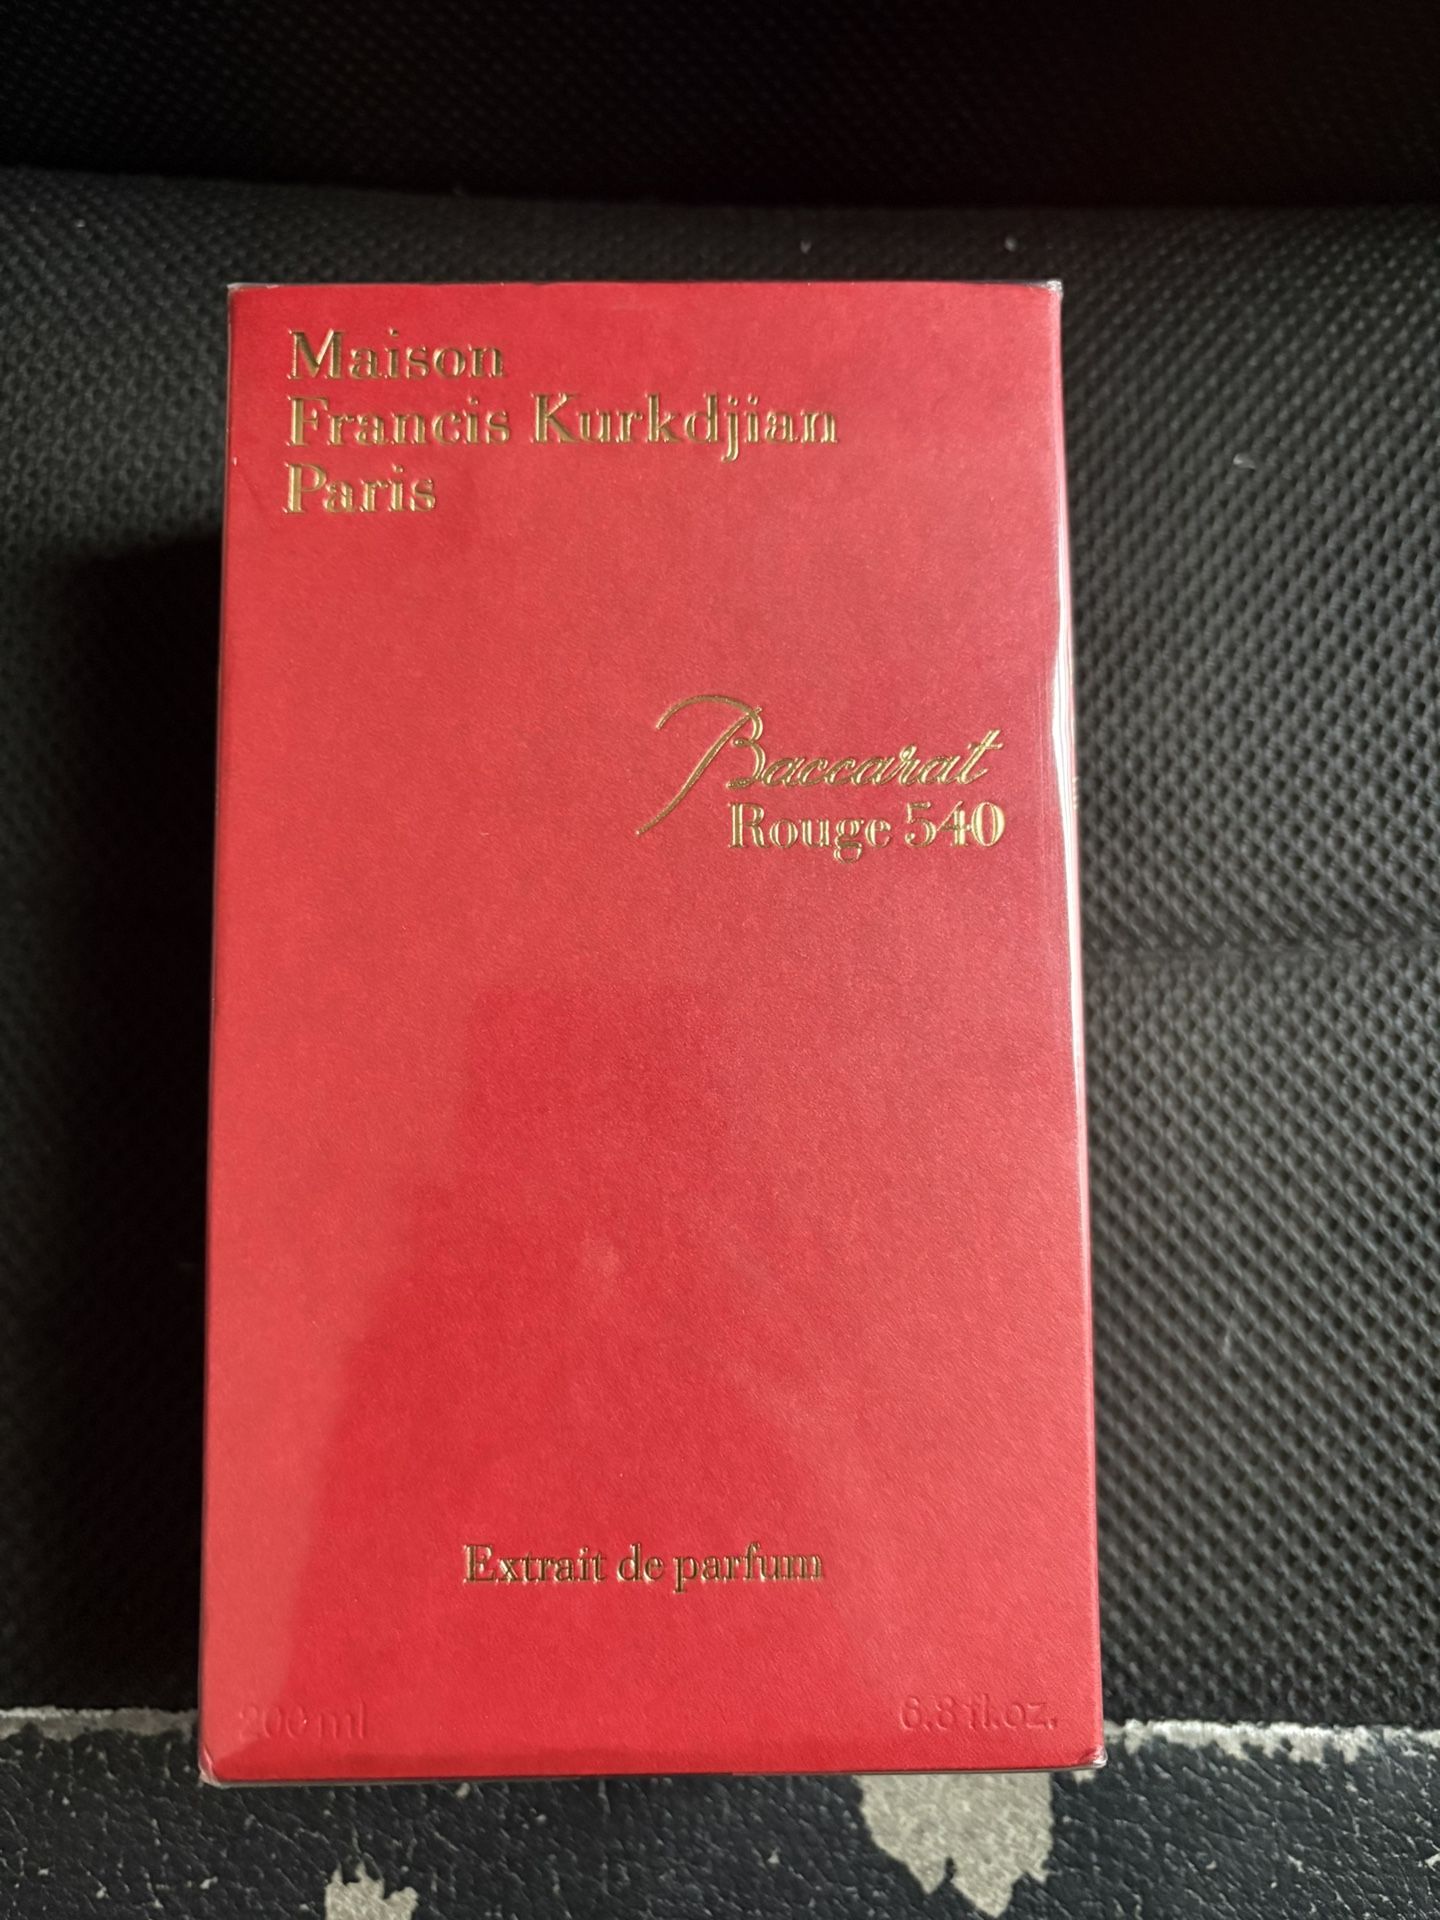 Maison
Francis Kurkdjian
Paris
Baccarat
Rouge 540
Extrait de parfum
200 ml
6.8 fl.oz.